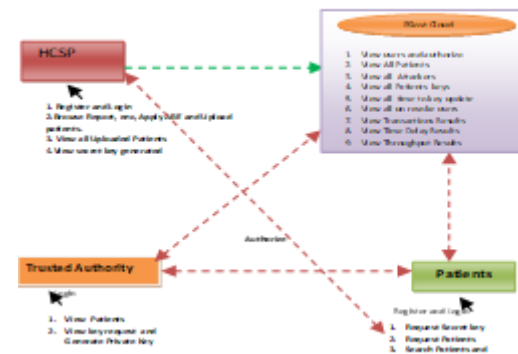 HCSP
1. Register and Login
2.Browse Report, enc, Apply and Upload
patients.
3. View all Uploaded Patients
4.View secret key generated
Cloud
1. View users and authorize
2. View All Patients
3. View all Attackers
4. View all Patients keys
5. View all time to key update
6. View all un revoke users
7. View Transactions Results
8. View Time Delay Results
9. View Throughput Results
Authorize
Trusted Authority
Login
1. View Patients
2. View key request and
Generate Private Key
Patients
Register and Login
1. Request Secret key
2. Request Patients
3. Search Patients and